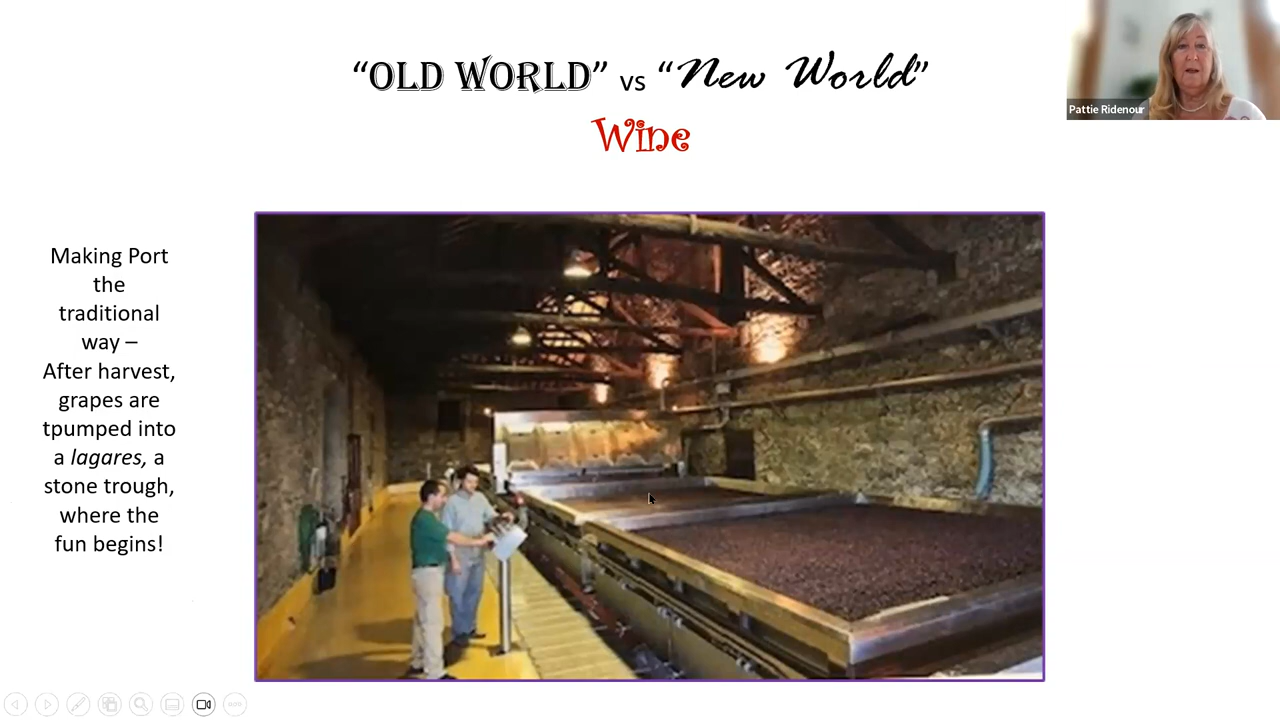 “OLD WORLD” vs “New World”
Wine
Pattie Ridenour
Making Port
the
traditional
way –
After harvest,
grapes are
tpumped into
a lagares, a
stone trough,
where the
fun begins!